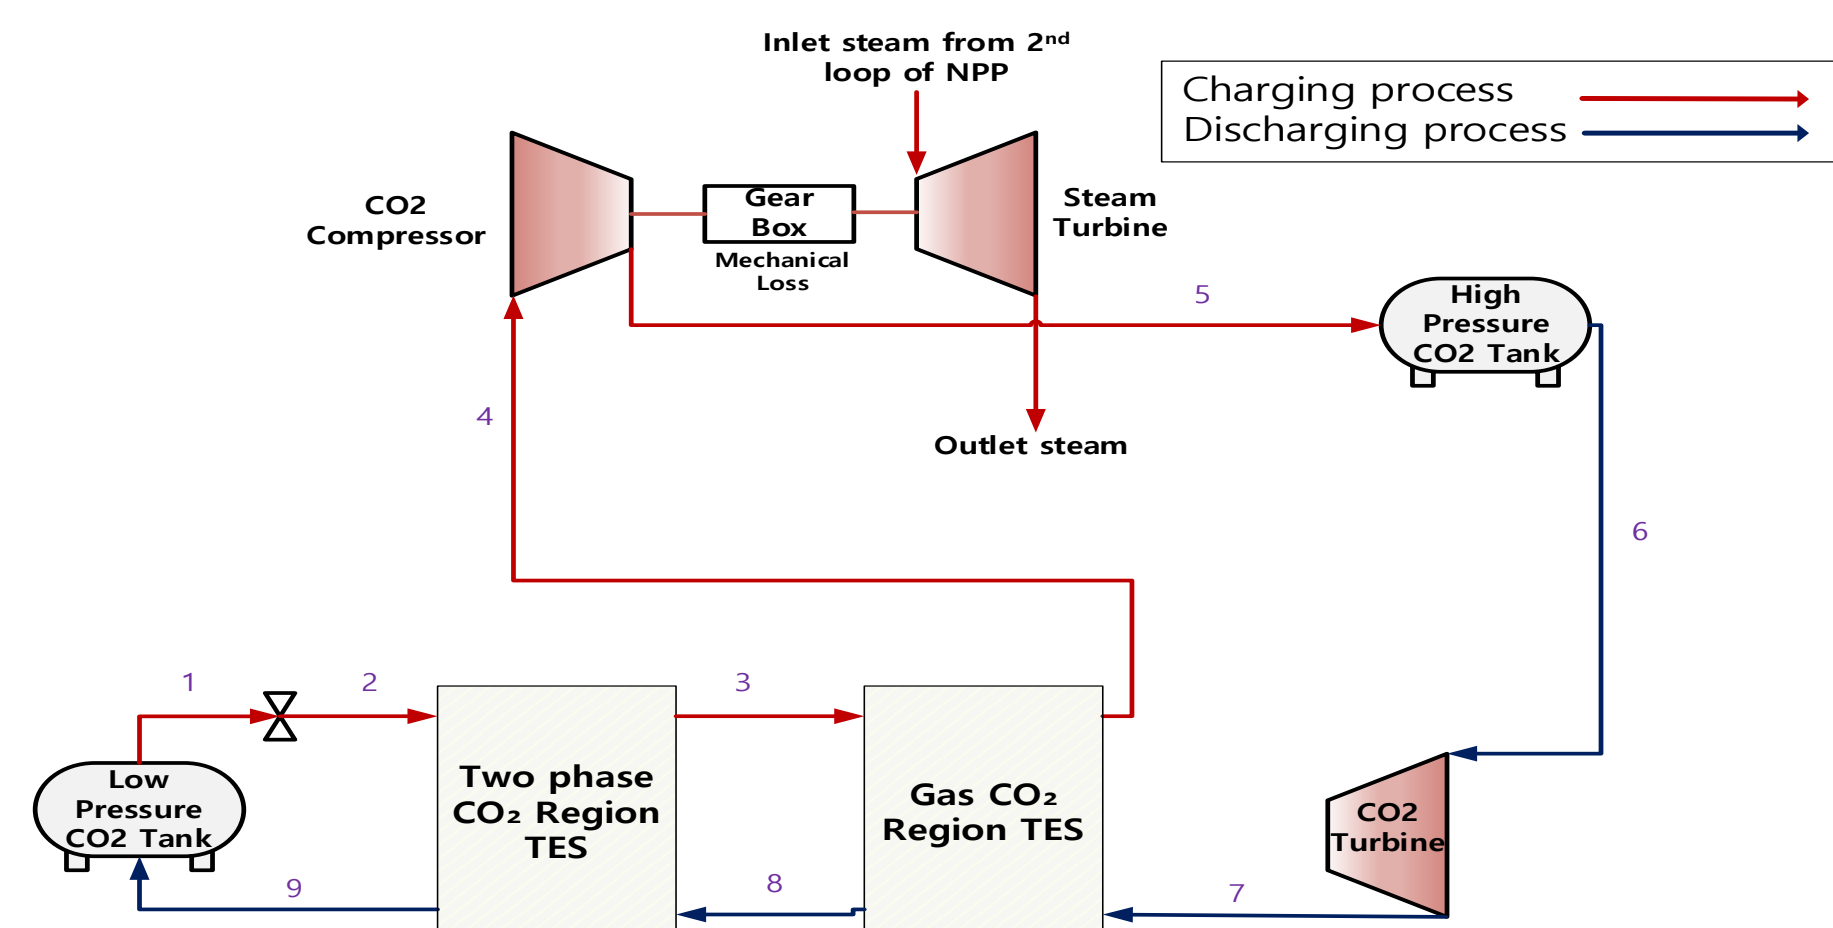 Inlet steam from 2nd
loop of NPP
Charging process
Discharging process
CO2
Compressor
Gear
Box
Mechanical
Loss
Steam
Turbine
5
High
Pressure
CO2 Tank
4
Outlet steam
6
1
2
3
Low
Pressure
CO2 Tank
Two phase
CO₂ Region
TES
Gas CO₂
Region TES
CO2
Turbine
9
8
7